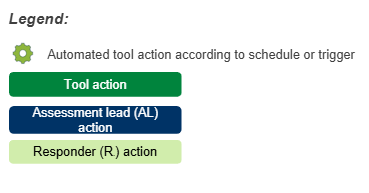 Legend:
Automated tool action according to schedule or trigger
Tool action
Assessment lead (AL)
action
Responder (R.) action